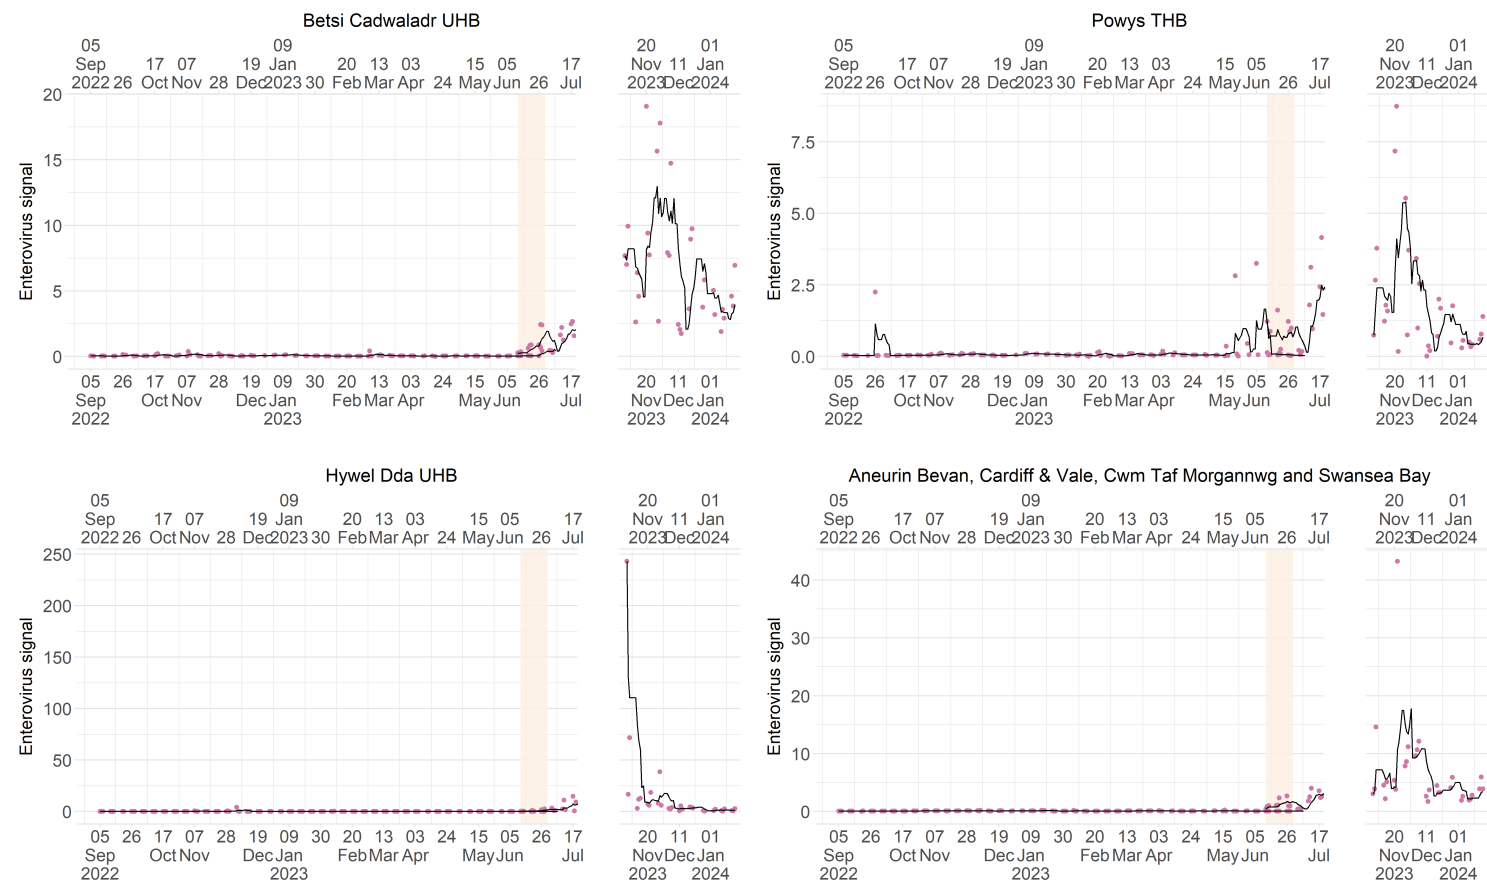 Betsi Cadwaladr UHB
05 09 20 01
Sep 17 07 19 Jan 20 13 03 15 05 17 Nov 11 Jan
2022 26 Oct Nov 28 Dec 2023 30 Feb Mar Apr 24 May Jun 26 Jul 2023 Dec 2024
20
15
10
5
0
Enterovirus signal
05 26 17 07 28 19 09 30 20 13 03 24 15 05 26 17 20 11 01
Sep Oct Nov Dec Jan Feb Mar Apr May Jun Jul Nov Dec Jan
2022 2023 2023 2024
Powys THB
05 09 20 01
Sep 17 07 19 Jan 20 13 03 15 05 17 Nov 11 Jan
2022 26 Oct Nov 28 Dec 2023 30 Feb Mar Apr 24 May Jun 26 Jul 2023 Dec 2024
7.5
5.0
2.5
0.0
Enterovirus signal
05 26 17 07 28 19 09 30 20 13 03 24 15 05 26 17 20 11 01
Sep Oct Nov Dec Jan Feb Mar Apr May Jun Jul Nov Dec Jan
2022 2023 2023 2024
Hywel Dda UHB
05 09 20 01
Sep 17 07 19 Jan 20 13 03 15 05 17 Nov 11 Jan
2022 26 Oct Nov 28 Dec 2023 30 Feb Mar Apr 24 May Jun 26 Jul 2023 Dec 2024
250
200
150
100
50
0
Enterovirus signal
05 26 17 07 28 19 09 30 20 13 03 24 15 05 26 17 20 11 01
Sep Oct Nov Dec Jan Feb Mar Apr May Jun Jul Nov Dec Jan
2022 2023 2023 2024
Aneurin Bevan, Cardiff & Vale, Cwm Taf Morgannwg and Swansea Bay
05 09 20 01
Sep 17 07 19 Jan 20 13 03 15 05 17 Nov 11 Jan
2022 26 Oct Nov 28 Dec 2023 30 Feb Mar Apr 24 May Jun 26 Jul 2023 Dec 2024
40
30
20
10
0
Enterovirus signal
05 26 17 07 28 19 09 30 20 13 03 24 15 05 26 17 20 11 01
Sep Oct Nov Dec Jan Feb Mar Apr May Jun Jul Nov Dec Jan
2022 2023 2023 2024